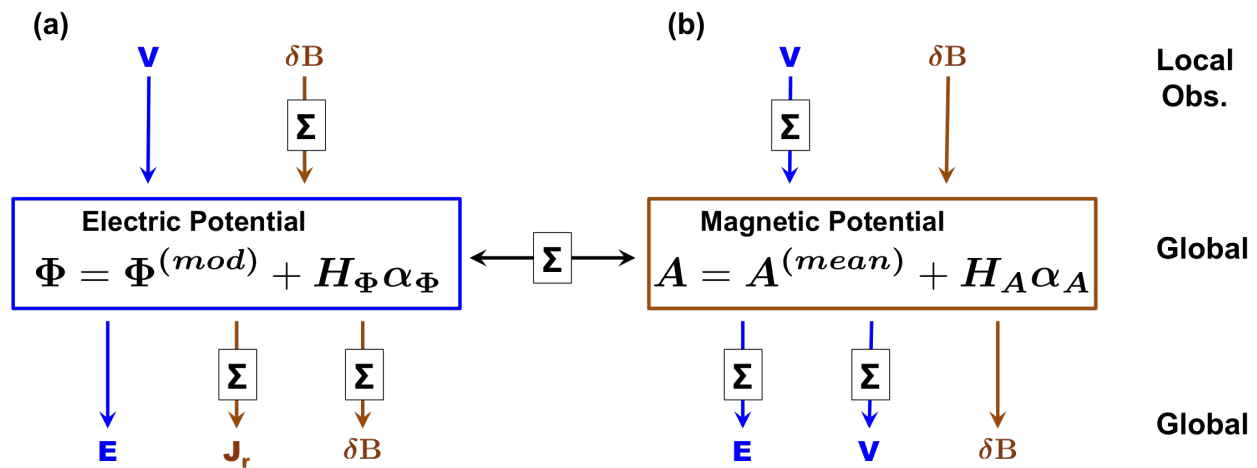 (a) (b)
V δB V δB Local
Obs.
Σ Σ
Electric Potential Magnetic Potential
Φ = Φ^(mod) + H_Φ α_Φ Σ A = A^(mean) + H_A α_A Global
Σ Σ Σ Σ
E J_r δB E V δB Global